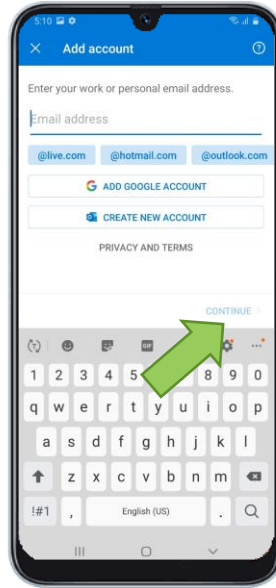 5:10
Add account
Enter your work or personal email address.
Email address
@live.com @hotmail.com @outlook.com
G ADD GOOGLE ACCOUNT
CREATE NEW ACCOUNT
PRIVACY AND TERMS
CONTINUE
GIF
1 2 3 4 5 8 9 0
q w e r t y u i o p
a s d f g h j k l
z x c v b n m
!#1 , English (US) .